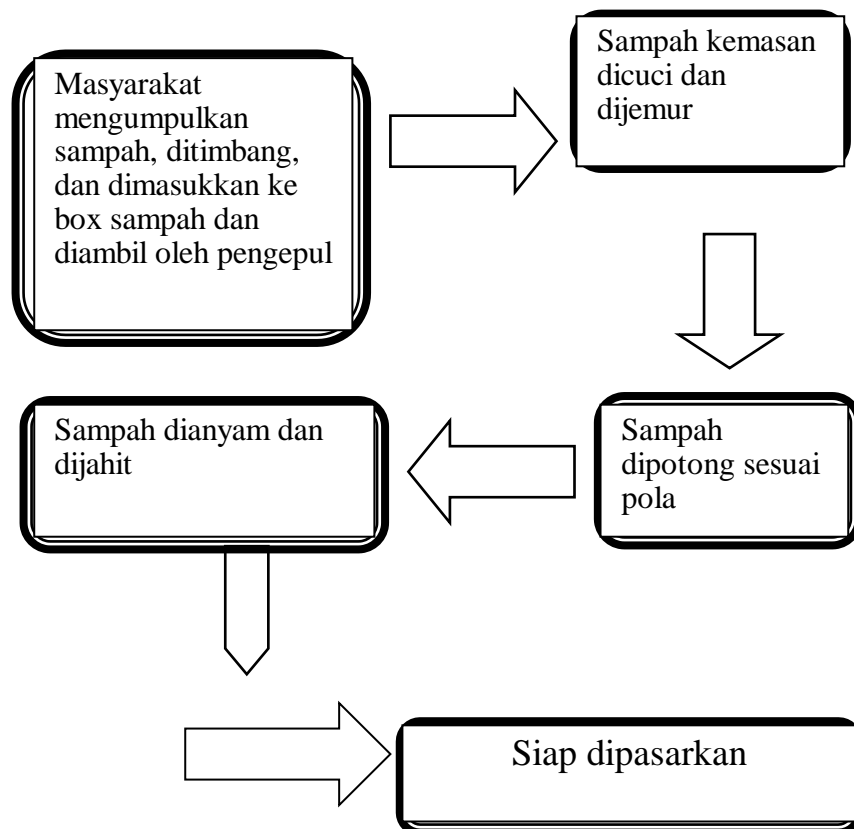 Masyarakat
mengumpulkan
sampah, ditimbang,
dan dimasukkan ke
box sampah dan
diambil oleh pengepul
Sampah kemasan
dicuci dan
dijemur
Sampah
dipotong sesuai
pola
Sampah dianyam dan
dijahit
Siap dipasarkan